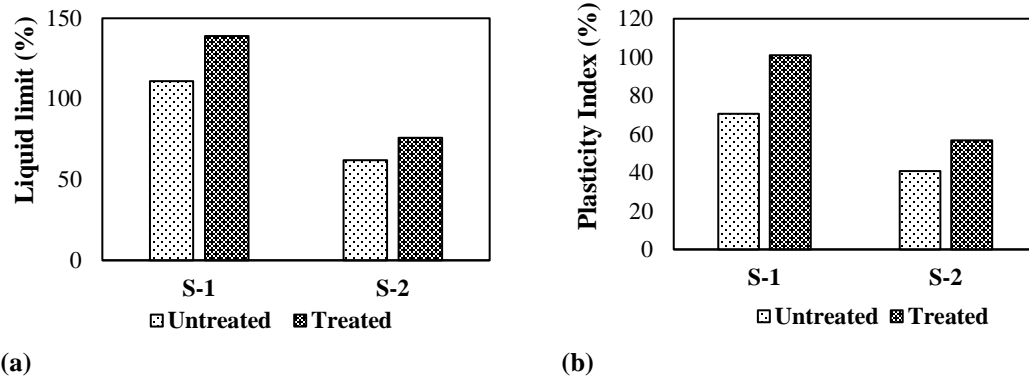 Liquid limit (%)
150
100
50
0
S-1 S-2
Untreated Treated
(a)
Plasticity Index (%)
120
100
80
60
40
20
0
S-1 S-2
Untreated Treated
(b)